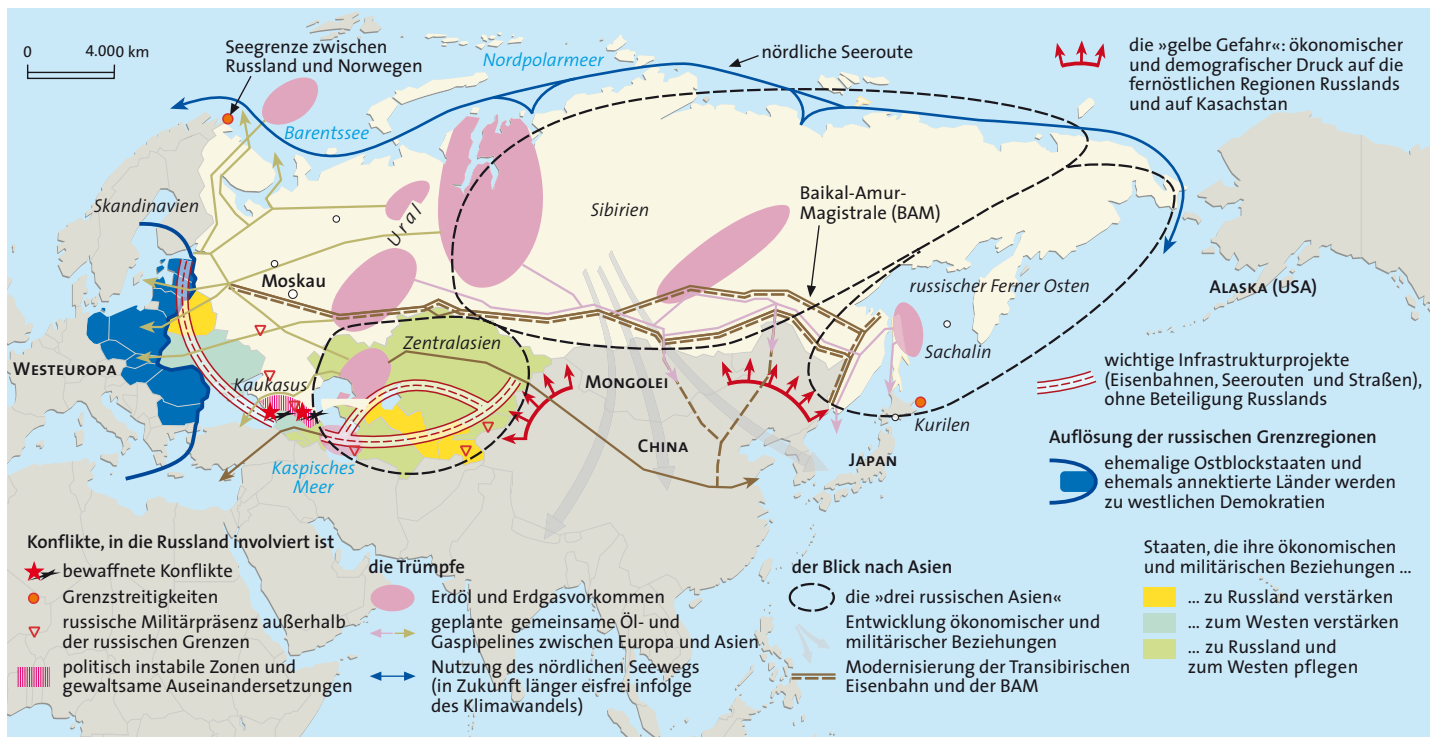 0 4.000 km
Seegrenze zwischen
Russland und Norwegen
Nordpolarmeer
nördliche Seeroute
die »gelbe Gefahr«: ökonomischer
und demografischer Druck auf die
fernöstlichen Regionen Russlands
und auf Kasachstan
Barentssee
Skandinavien
Ural
Sibirien
Baikal-Amur-
Magistrale (BAM)
Moskau
russischer Ferner Osten
ALASKA (USA)
WESTEUROPA
Zentralasien
Kaukasus
MONGOLEI
Sachalin
Kurilen
CHINA
JAPAN
Kaspisches
Meer
wichtige Infrastrukturprojekte
(Eisenbahnen, Seerouten und Straßen),
ohne Beteiligung Russlands
Auflösung der russischen Grenzregionen
ehemalige Ostblockstaaten und
ehemals annektierte Länder werden
zu westlichen Demokratien
Konflikte, in die Russland involviert ist
bewaffnete Konflikte
Grenzstreitigkeiten
russische Militärpräsenz außerhalb
der russischen Grenzen
politisch instabile Zonen und
gewaltsame Auseinandersetzungen
die Trümpfe
Erdöl und Erdgasvorkommen
geplante gemeinsame Öl- und
Gaspipelines zwischen Europa und Asien
Nutzung des nördlichen Seewegs
(in Zukunft länger eisfrei infolge
des Klimawandels)
der Blick nach Asien
die »drei russischen Asien«
Entwicklung ökonomischer und
militärischer Beziehungen
Modernisierung der Transibirischen
Eisenbahn und der BAM
Staaten, die ihre ökonomischen
und militärischen Beziehungen ...
... zu Russland verstärken
... zum Westen verstärken
... zu Russland und
zum Westen pflegen